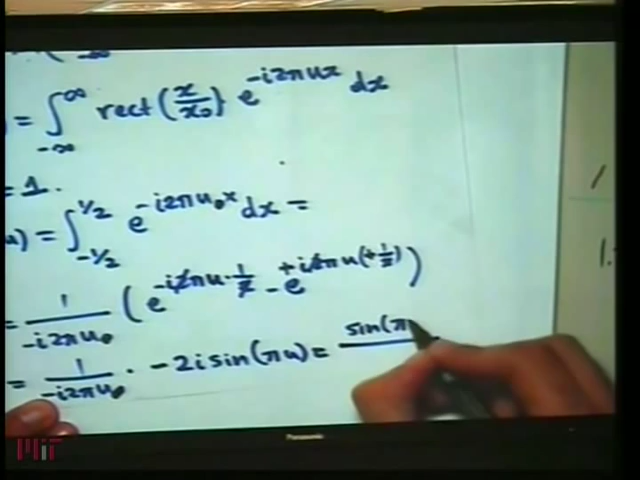 = ∫_{-∞}^{∞} rect(x/x₀) e^{-i2πux} dx
= 1.
u) = ∫_{-1/2}^{1/2} e^{-i2πu₀x} dx =
= 1/(-i2πu₀) (e^{-i2πu·1/2} - e^{+i2πu(+1/2)})
= 1/(-i2πu₀) · -2i sin(πu) = sin(π
Panasonic
MIT